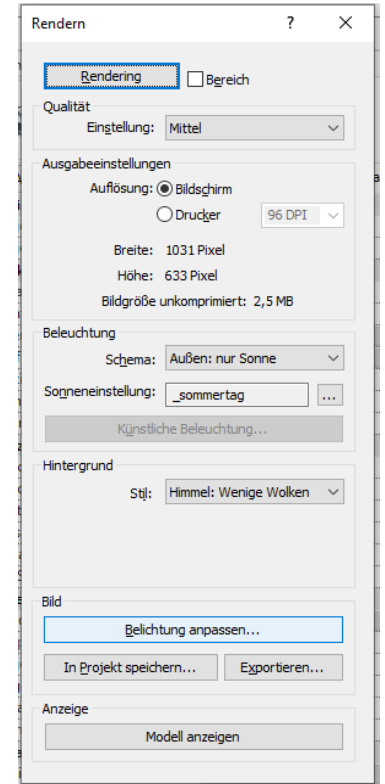 Rendern ? ×
Rendering Bereich
Qualität
Einstellung: Mittel
Ausgabeeinstellungen
Auflösung: Bildschirm
Drucker 96 DPI
Breite: 1031 Pixel
Höhe: 633 Pixel
Bildgröße unkomprimiert: 2,5 MB
Beleuchtung
Schema: Außen: nur Sonne
Sonneneinstellung: _sommertag ...
Künstliche Beleuchtung...
Hintergrund
Stil: Himmel: Wenige Wolken
Bild
Belichtung anpassen...
In Projekt speichern... Exportieren...
Anzeige
Modell anzeigen